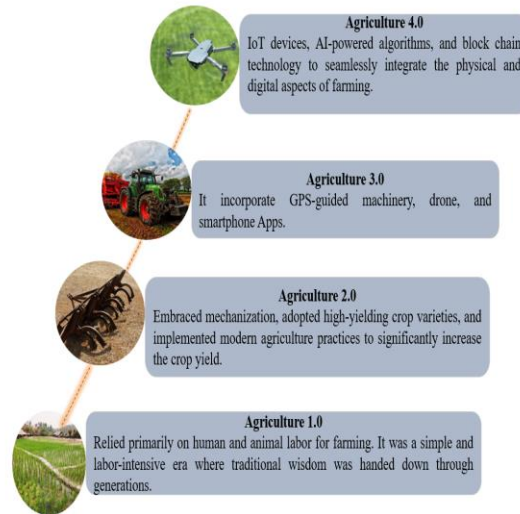 Agriculture 4.0
IoT devices, AI-powered algorithms, and block chain
technology to seamlessly integrate the physical and
digital aspects of farming.
Agriculture 3.0
It incorporate GPS-guided machinery, drone, and
smartphone Apps.
Agriculture 2.0
Embraced mechanization, adopted high-yielding crop varieties, and
implemented modern agriculture practices to significantly increase
the crop yield.
Agriculture 1.0
Relied primarily on human and animal labor for farming. It was a simple and
labor-intensive era where traditional wisdom was handed down through
generations.